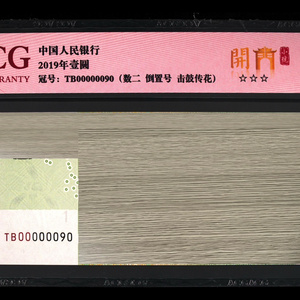 CG
WARRANTY
中国人民银行
2019年壹圆
冠号：TB00000090（数二 倒置号 击鼓传花）
開門
☆☆☆
TB00000090